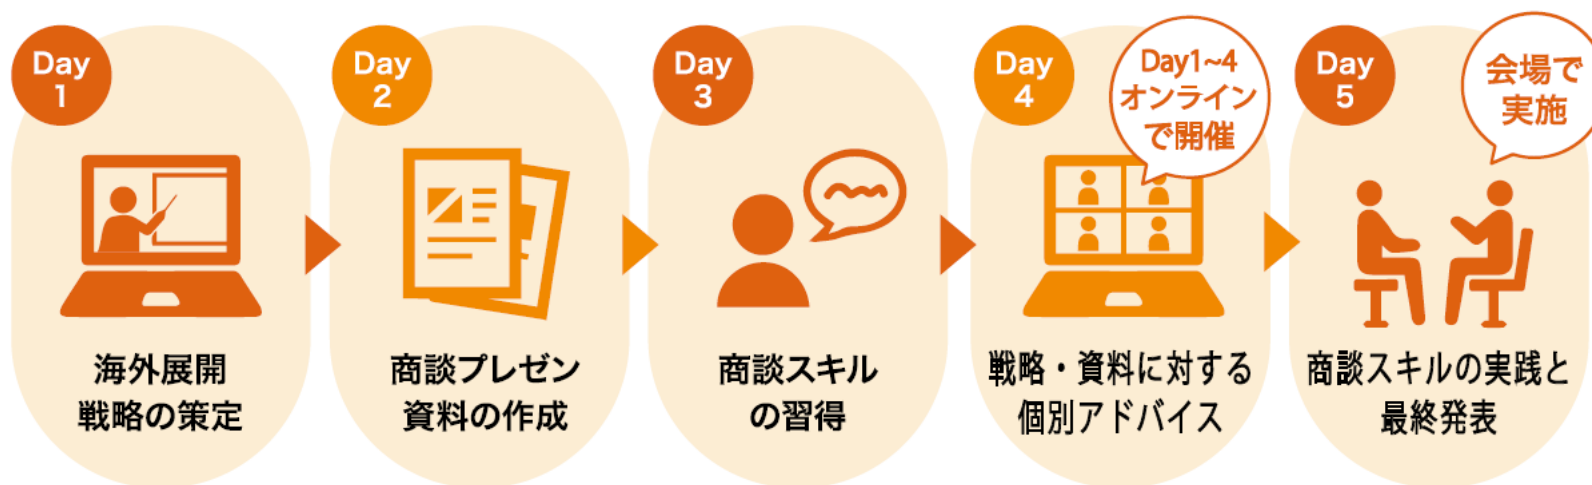 Day
1
海外展開
戦略の策定
Day
2
商談プレゼン
資料の作成
Day
3
商談スキル
の習得
Day
4
Day1~4
オンライン
で開催
戦略・資料に対する
個別アドバイス
Day
5
会場で
実施
商談スキルの実践と
最終発表